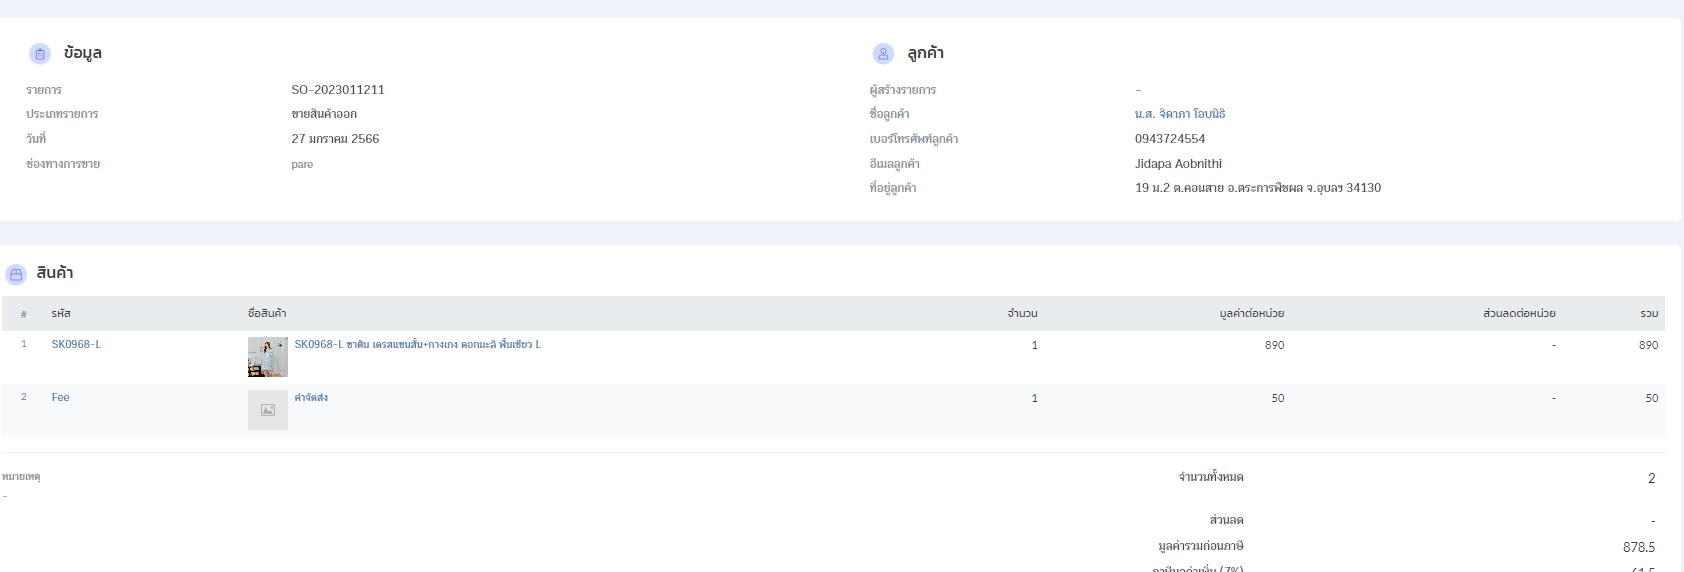 ข้อมูล
รายการ SO-2023011211
ประเภทรายการ ขายสินค้าออก
วันที่ 27 มกราคม 2566
ช่องทางการขาย pare
ลูกค้า
ผู้สร้างรายการ -
ชื่อลูกค้า น.ส. จิดาภา โอบนิธิ
เบอร์โทรศัพท์ลูกค้า 0943724554
อีเมลลูกค้า Jidapa Aobnithi
ที่อยู่ลูกค้า 19 ม.2 ต.คอนสาย อ.ตระการพืชผล จ.อุบลฯ 34130
สินค้า
# รหัส ชื่อสินค้า จำนวน มูลค่าต่อหน่วย ส่วนลดต่อหน่วย รวม
1 SK0968-L SK0968-L ซาติน เดรสแขนสั้น+กางเกง ดอกมะลิ พื้นเขียว L 1 890 - 890
2 Fee ค่าจัดส่ง 1 50 - 50
หมายเหตุ
-
จำนวนทั้งหมด 2
ส่วนลด -
มูลค่ารวมก่อนภาษี 878.5
ภาษีมูลค่าเพิ่ม (7%) 61.5